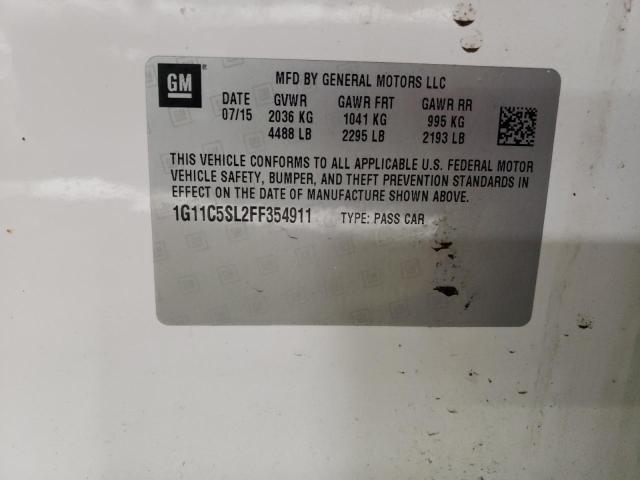 GM
MFD BY GENERAL MOTORS LLC
DATE GVWR GAWR FRT GAWR RR
07/15 2036 KG 1041 KG 995 KG
4488 LB 2295 LB 2193 LB
THIS VEHICLE CONFORMS TO ALL APPLICABLE U.S. FEDERAL MOTOR
VEHICLE SAFETY, BUMPER, AND THEFT PREVENTION STANDARDS IN
EFFECT ON THE DATE OF MANUFACTURE SHOWN ABOVE.
1G11C5SL2FF354911 TYPE: PASS CAR